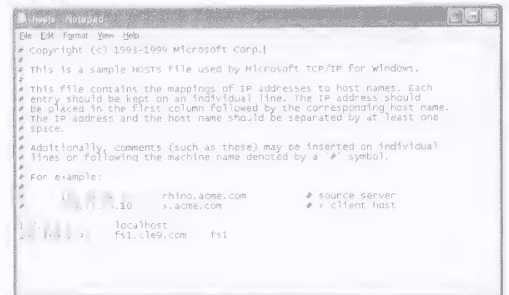 hosts Notepad
File Edit Format View Help
# Copyright (c) 1993-1999 Microsoft Corp.
#
# This is a sample HOSTS file used by Microsoft TCP/IP for Windows.
#
# This file contains the mappings of IP addresses to host names. Each
# entry should be kept on an individual line. The IP address should
# be placed in the first column followed by the corresponding host name.
# The IP address and the host name should be separated by at least one
# space.
#
# Additionally, comments (such as these) may be inserted on individual
# lines or following the machine name denoted by a '#' symbol.
#
# For example:
#
# rhino.acme.com # source server
# .10 x.acme.com # x client host

localhost
fs1.cle9.com fs1